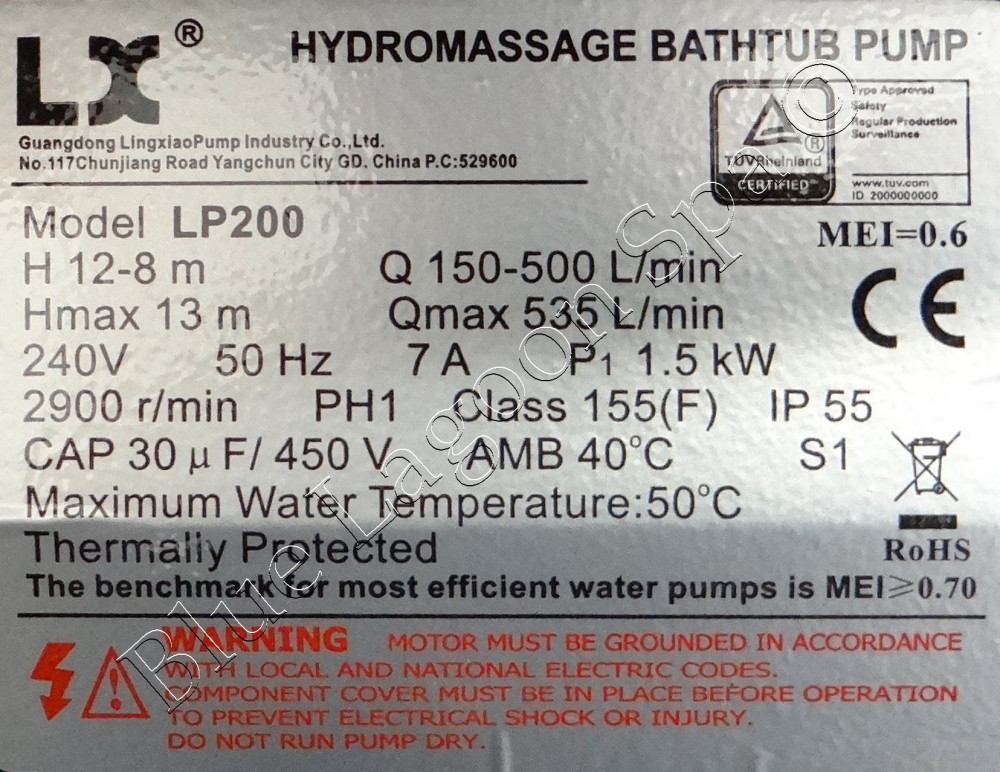 LX®
HYDROMASSAGE BATHTUB PUMP
Guangdong LingxiaoPump Industry Co.,Ltd.
No.117Chunjiang Road Yangchun City GD. China P.C:529600
Type Approved
Safety
Regular Production
Surveillance
TÜVRheinland®
CERTIFIED
www.tuv.com
ID 2000000000
Model LP200
MEI=0.6
H 12-8 m Q 150-500 L/min
Hmax 13 m Qmax 535 L/min
CE
240V 50 Hz 7 A P1 1.5 kW
2900 r/min PH1 Class 155(F) IP 55
CAP 30 μF/ 450 V AMB 40°C S1
Maximum Water Temperature:50°C
Thermally Protected
RoHS
The benchmark for most efficient water pumps is MEI≥0.70
WARNING MOTOR MUST BE GROUNDED IN ACCORDANCE
WITH LOCAL AND NATIONAL ELECTRIC CODES.
COMPONENT COVER MUST BE IN PLACE BEFORE OPERATION
TO PREVENT ELECTRICAL SHOCK OR INJURY.
DO NOT RUN PUMP DRY.
Blue Lagoon Spa ©